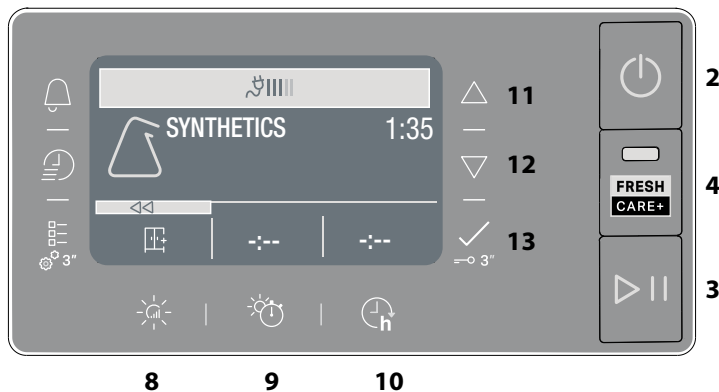 2
SYNTHETICS 1:35
11
12
4
FRESH
CARE+
-:-- -:--
13
3"
3"
3
h
8 9 10